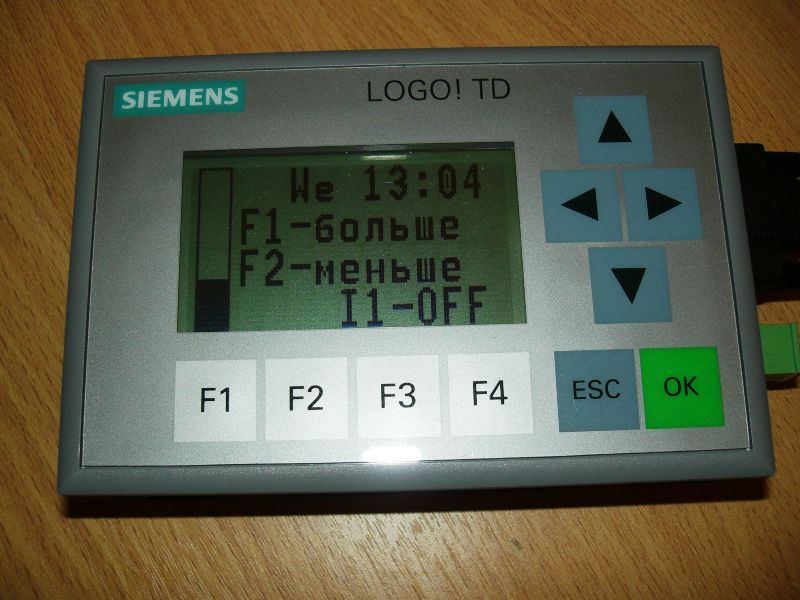 SIEMENS
LOGO! TD
We 13:04
F1-больше
F2-меньше
I1-OFF
F1 F2 F3 F4 ESC OK